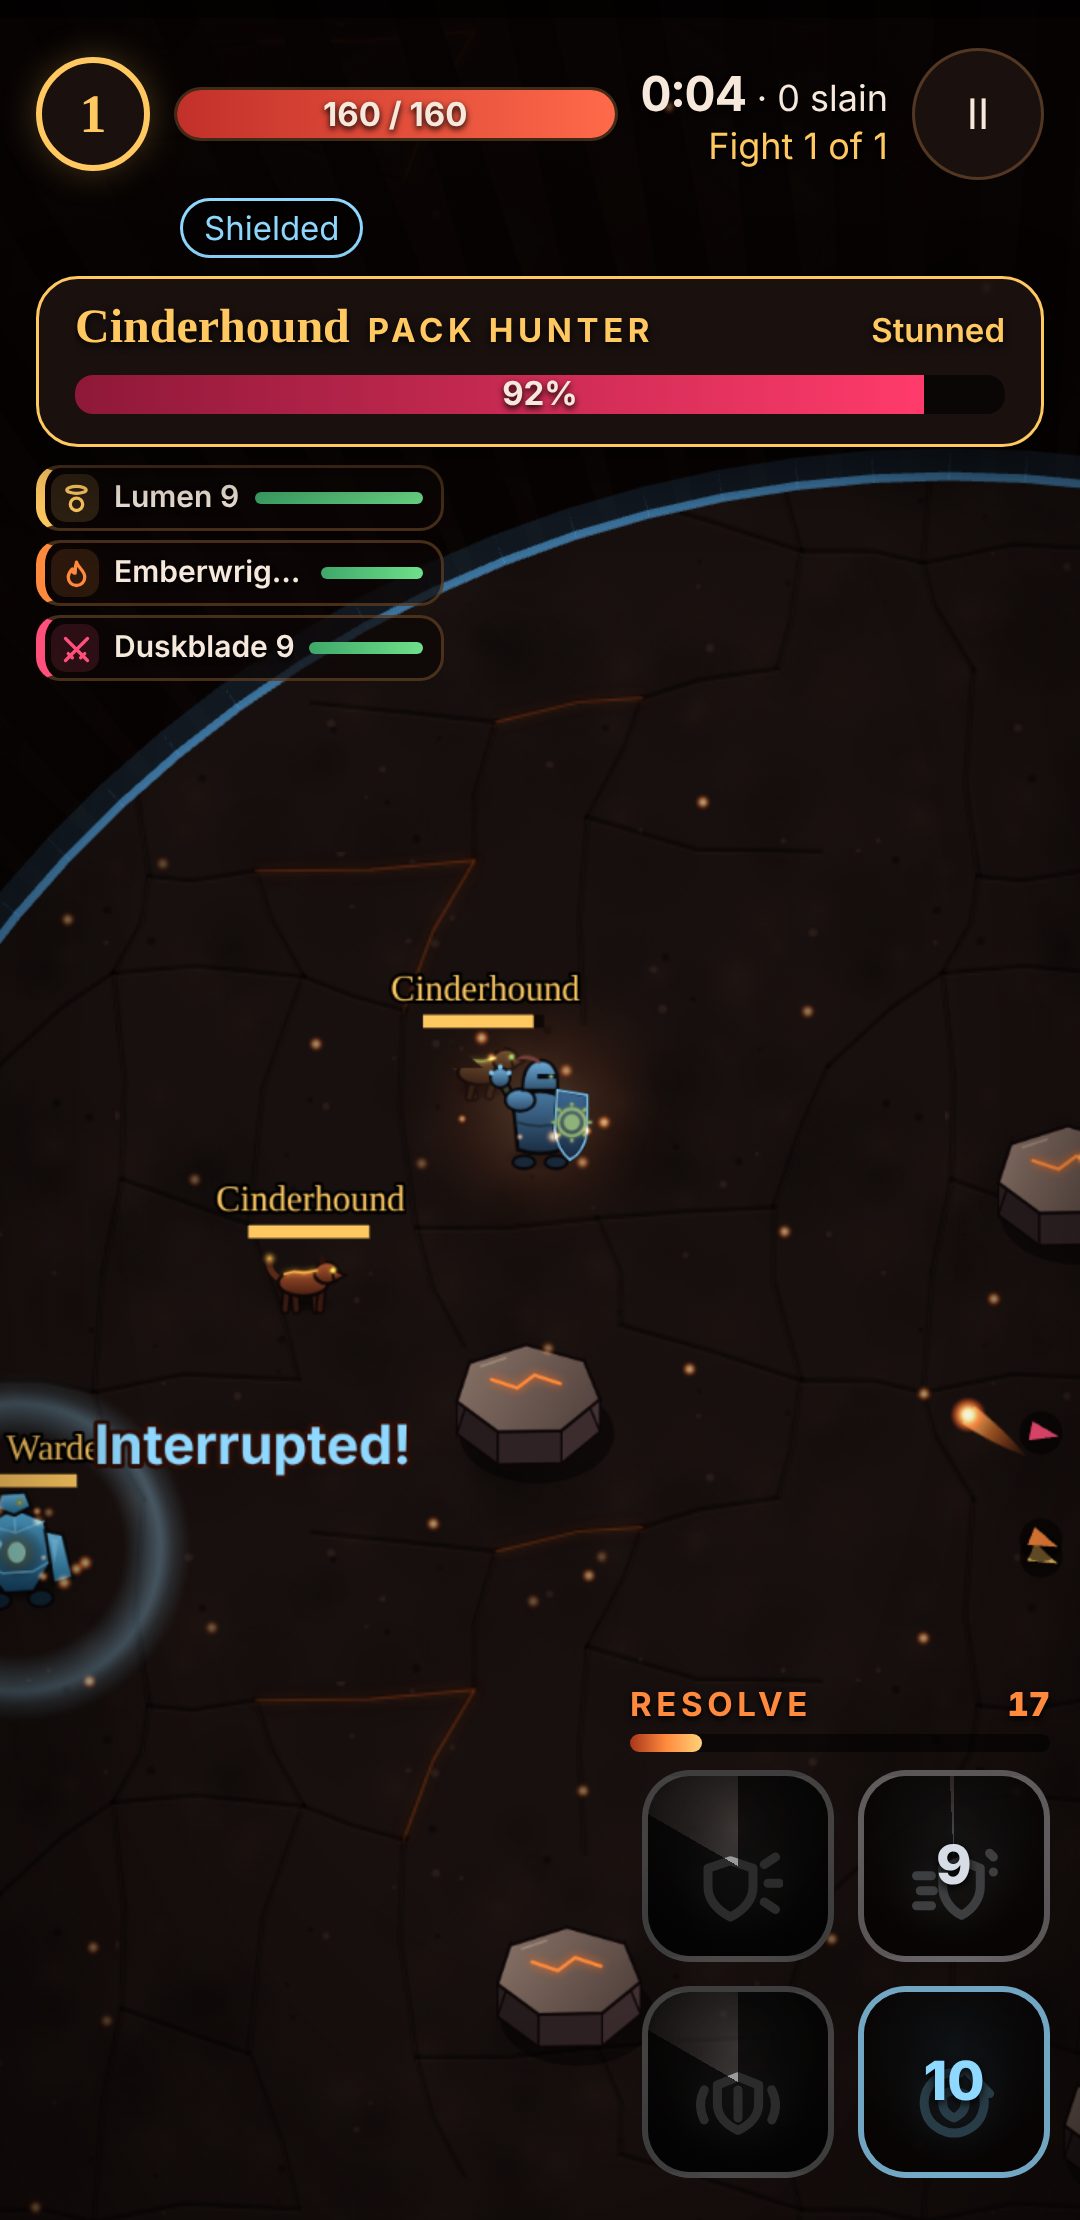 1
160 / 160
0:04 · 0 slain
Fight 1 of 1
Shielded
Cinderhound PACK HUNTER
Stunned
92%
Lumen 9
Emberwrig...
Duskblade 9
Cinderhound
Cinderhound
Warde
Interrupted!
RESOLVE 17
9
10